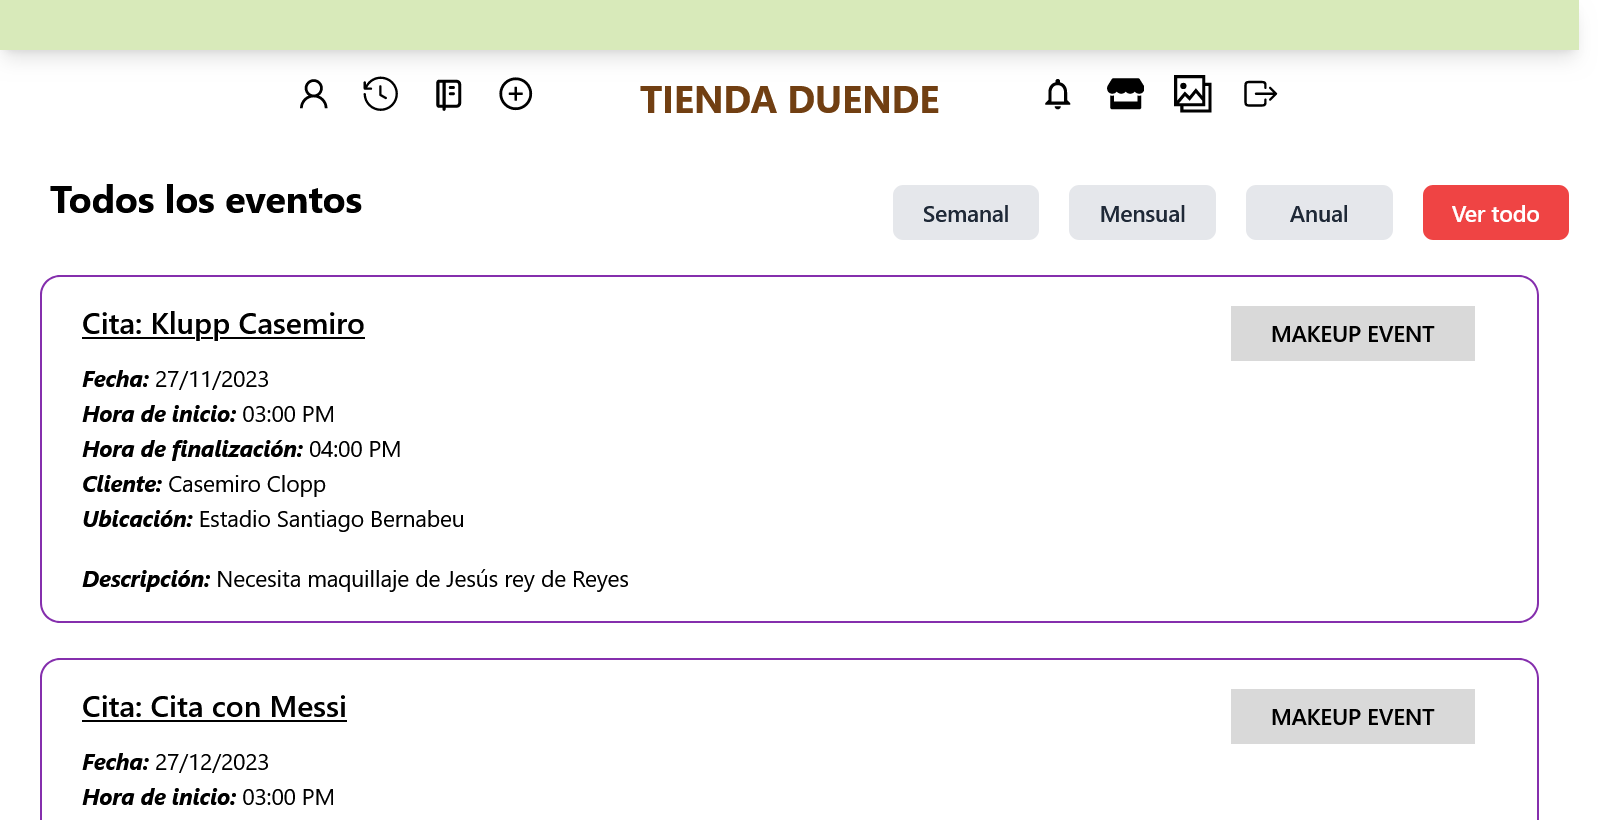 TIENDA DUENDE
Todos los eventos
Semanal
Mensual
Anual
Ver todo
Cita: Klupp Casemiro
MAKEUP EVENT
Fecha: 27/11/2023
Hora de inicio: 03:00 PM
Hora de finalización: 04:00 PM
Cliente: Casemiro Clopp
Ubicación: Estadio Santiago Bernabeu
Descripción: Necesita maquillaje de Jesús rey de Reyes
Cita: Cita con Messi
MAKEUP EVENT
Fecha: 27/12/2023
Hora de inicio: 03:00 PM